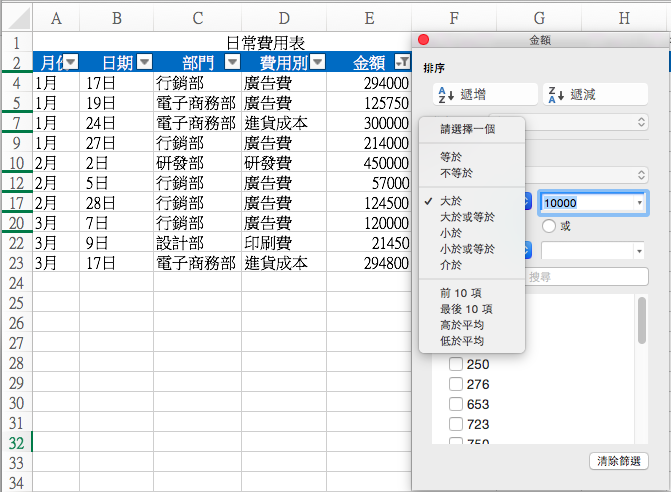 A B C D E F G H
1 日常費用表
2 月份 日期 部門 費用別 金額
4 1月 17日 行銷部 廣告費 294000
5 1月 19日 電子商務部 廣告費 125750
7 1月 24日 電子商務部 進貨成本 300000
9 1月 27日 行銷部 廣告費 214000
10 2月 2日 研發部 研發費 450000
12 2月 5日 行銷部 廣告費 57000
17 2月 28日 行銷部 廣告費 124500
19 3月 7日 行銷部 廣告費 120000
22 3月 9日 設計部 印刷費 21450
23 3月 17日 電子商務部 進貨成本 294800
24
25
26
27
28
29
30
31
32
33
34
金額
排序
A Z 遞增 Z A 遞減
請選擇一個
等於
不等於
✓ 大於
10000
大於或等於
或
小於
小於或等於
介於
搜尋
前 10 項
最後 10 項
高於平均
低於平均
250
276
653
723
750
清除篩選